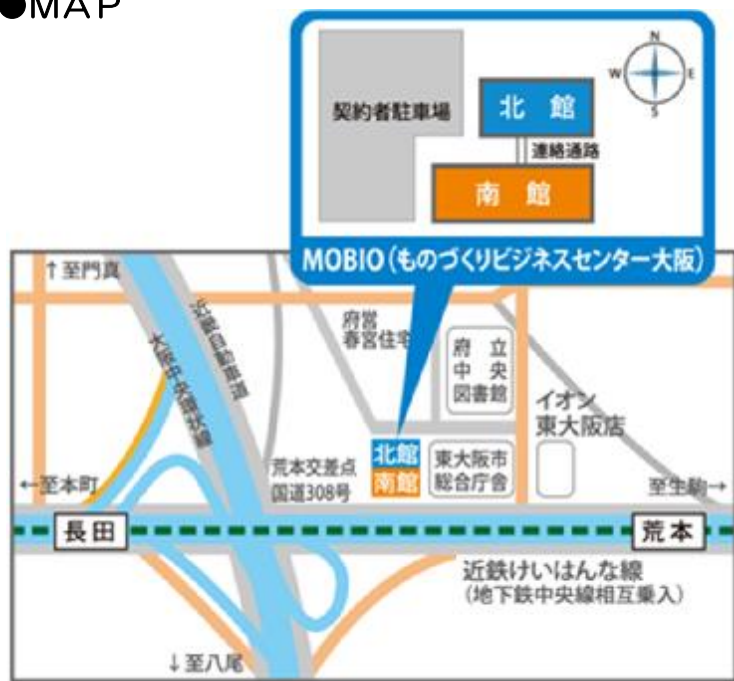 ●MAP
N
W
E
S
契約者駐車場
北 館
連絡通路
南 館
MOBIO(ものづくりビジネスセンター大阪)
↑至門真
近畿自動車道
大阪中央環状線
府営
春宮住宅
府 立
中 央
図書館
イオン
東大阪店
荒本交差点
国道308号
北館
南館
東大阪市
総合庁舎
←至本町
至生駒→
長田
荒本
近鉄けいはんな線
(地下鉄中央線相互乗入)
↓至八尾